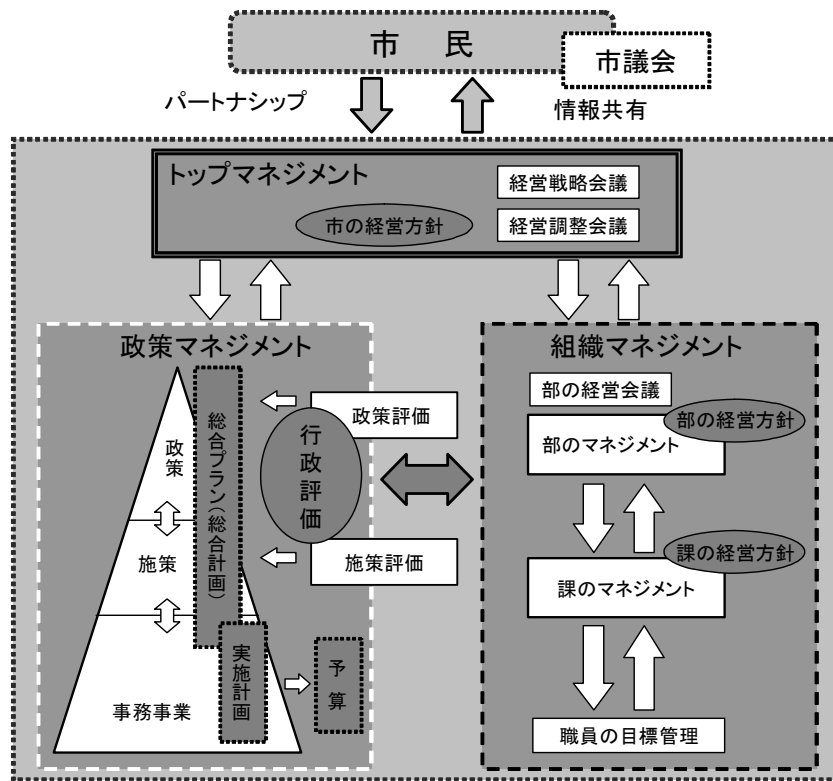 市　民
市議会
パートナシップ
情報共有
トップマネジメント
経営戦略会議
市の経営方針
経営調整会議
政策マネジメント
政策
施策
事務事業
総合プラン（総合計画）
実施計画
予算
行政評価
政策評価
施策評価
組織マネジメント
部の経営会議
部の経営方針
部のマネジメント
課の経営方針
課のマネジメント
職員の目標管理